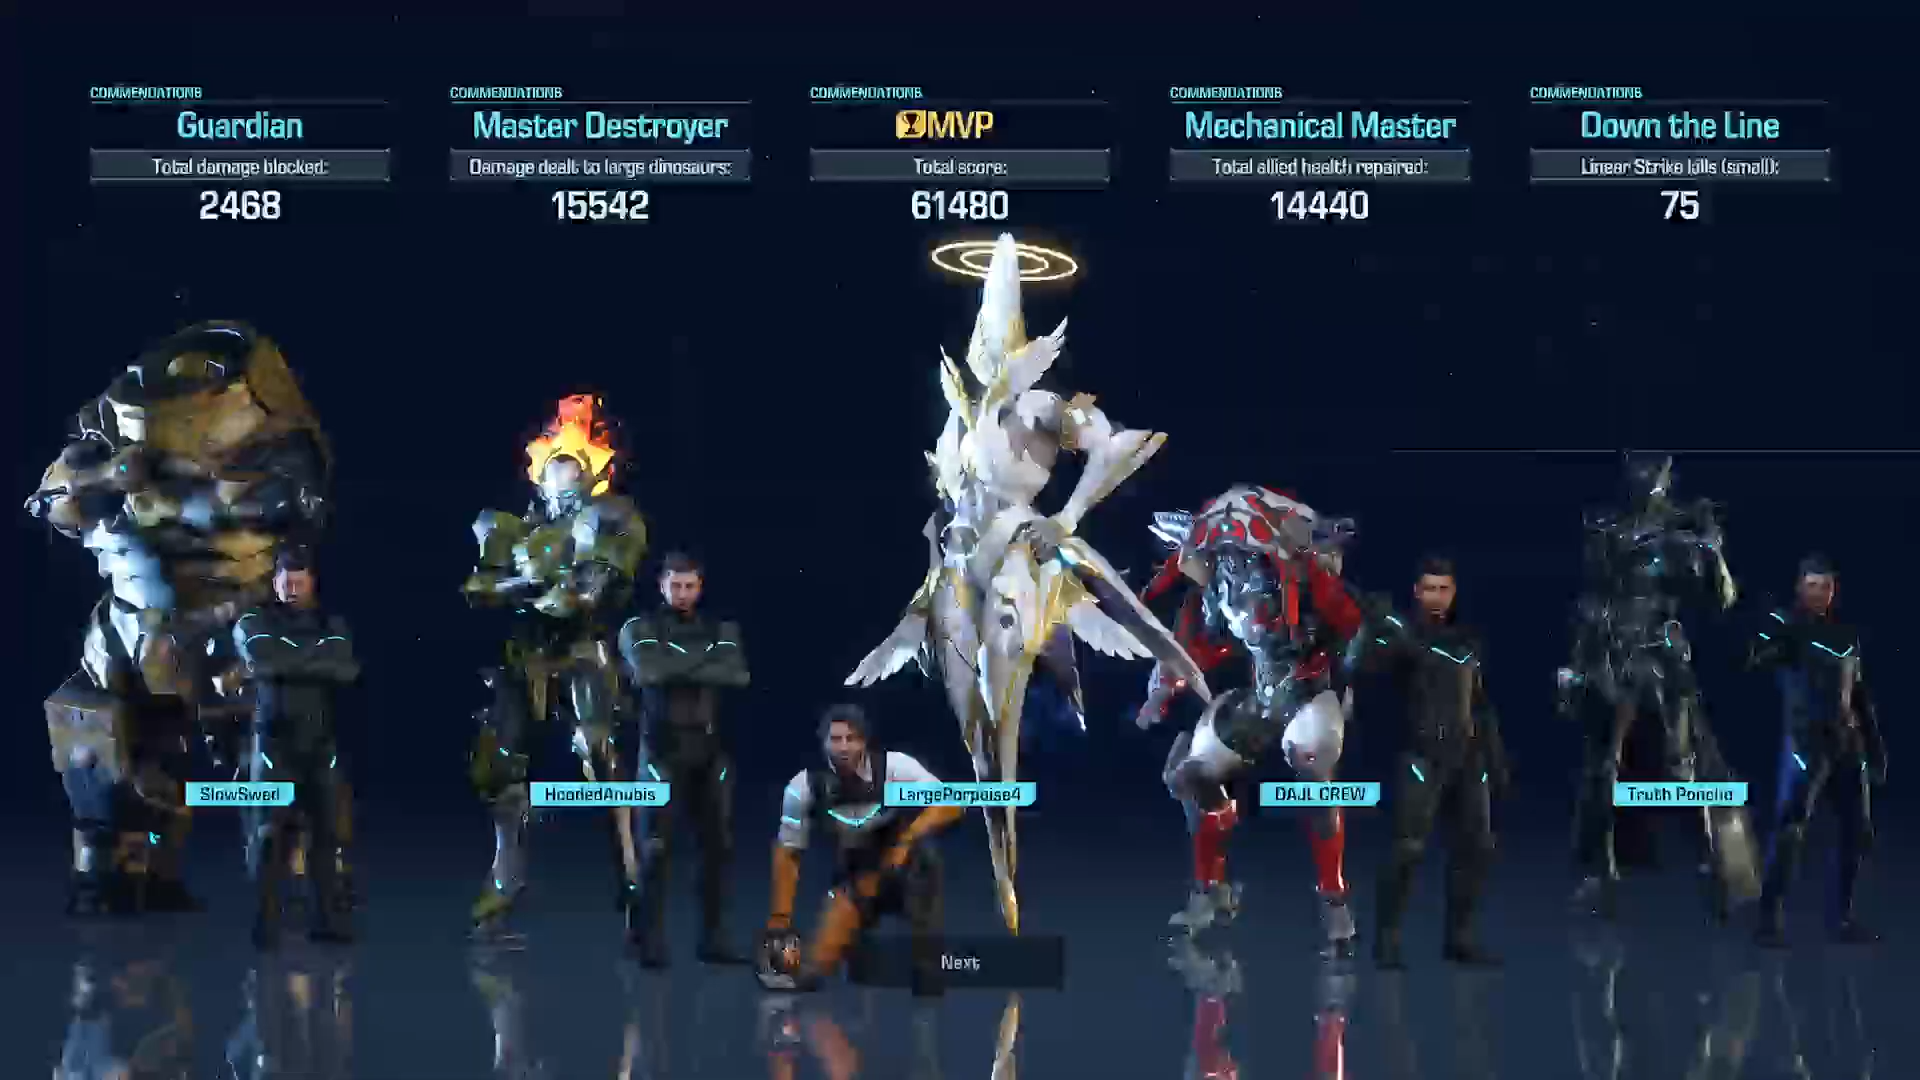 COMMENDATIONS
Guardian
Total damage blocked:
2468
SlowSwed
COMMENDATIONS
Master Destroyer
Damage dealt to large dinosaurs:
15542
HoodedAnubis
COMMENDATIONS
MVP
Total score:
61480
LargePorpoise4
COMMENDATIONS
Mechanical Master
Total allied health repaired:
14440
DAJL CREW
COMMENDATIONS
Down the Line
Linear Strike kills (small):
75
Truth Poncho
Next